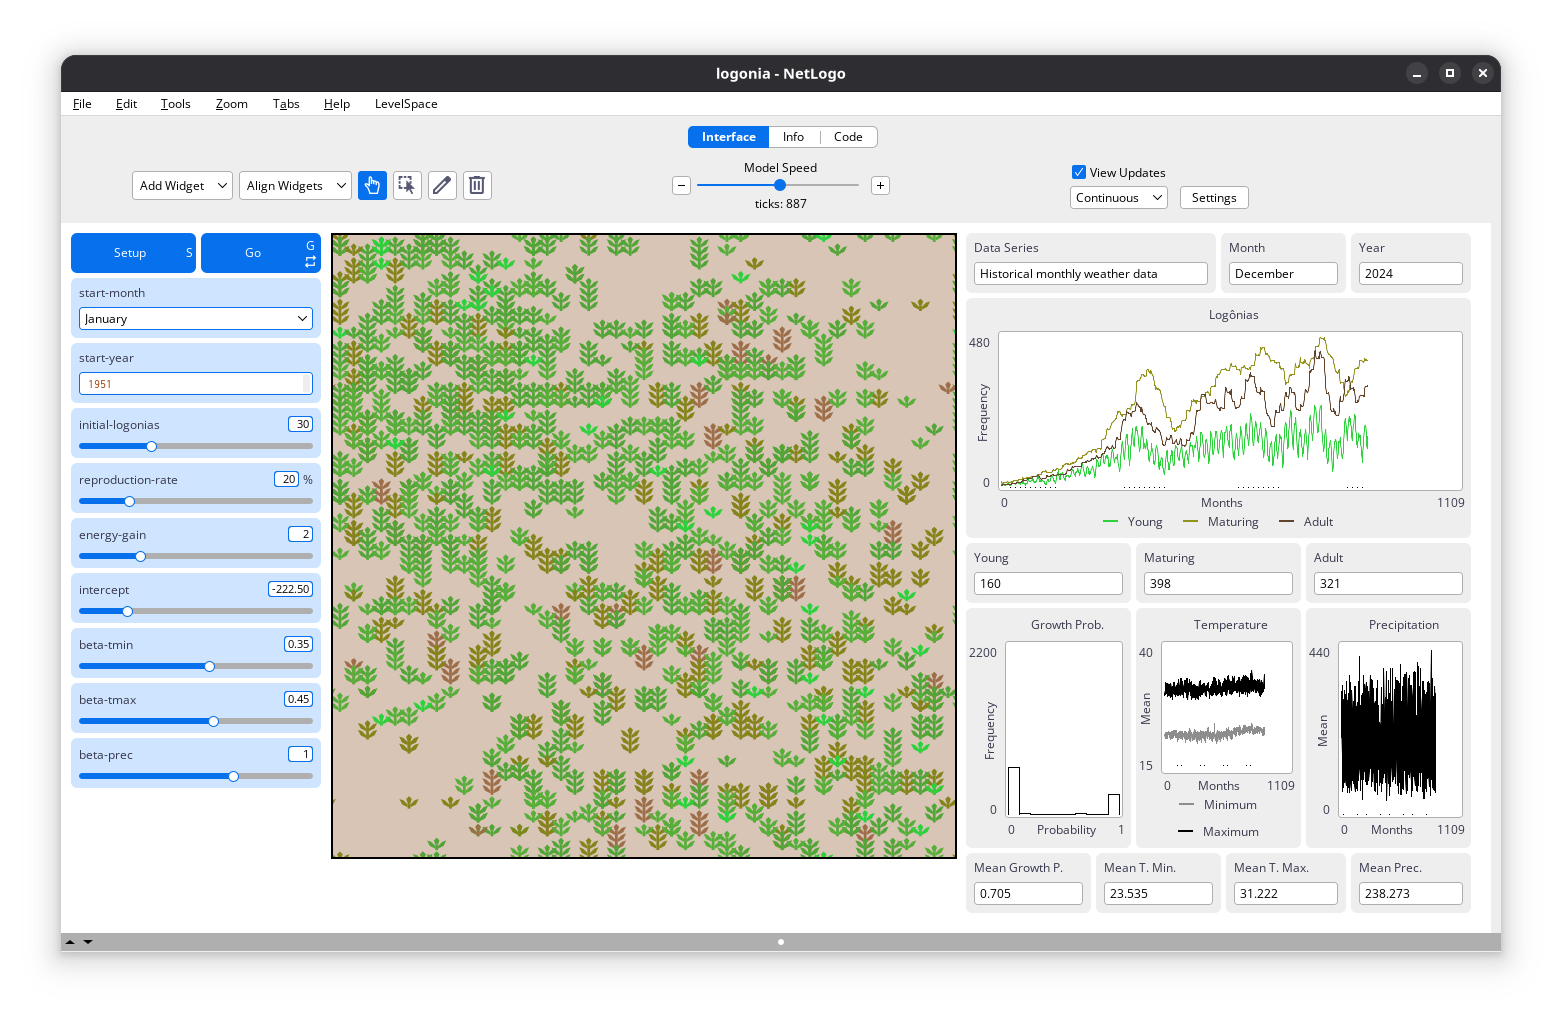 logonia - NetLogo
File Edit Tools Zoom Tabs Help LevelSpace
Interface Info Code
Add Widget Align Widgets
Model Speed
ticks: 887
View Updates
Continuous Settings
Setup S Go G
start-month
January
start-year
1951
initial-logonias 30
reproduction-rate 20 %
energy-gain 2
intercept -222.50
beta-tmin 0.35
beta-tmax 0.45
beta-prec 1
Data Series Month Year
Historical monthly weather data December 2024
Logônias
480
Frequency
0
0 Months 1109
Young Maturing Adult
Young Maturing Adult
160 398 321
Growth Prob.
2200
Frequency
0
0 Probability 1
Temperature
40
Mean
15
0 Months 1109
Minimum
Maximum
Precipitation
440
Mean
0
0 Months 1109
Mean Growth P. Mean T. Min. Mean T. Max. Mean Prec.
0.705 23.535 31.222 238.273